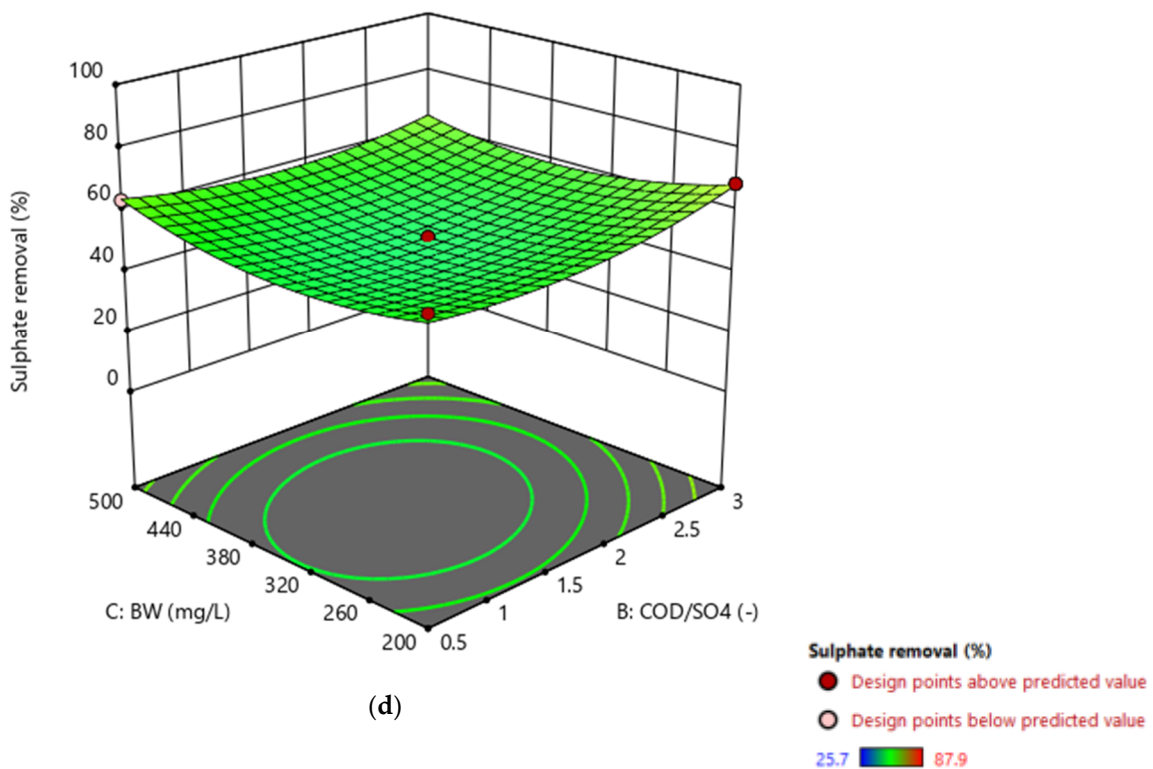 100
80
60
40
20
0
Sulphate removal (%)
500
440
380
320
260
200
C: BW (mg/L)
3
2.5
2
1.5
1
0.5
B: COD/SO4 (-)
(d)
Sulphate removal (%)
Design points above predicted value
Design points below predicted value
25.7 87.9